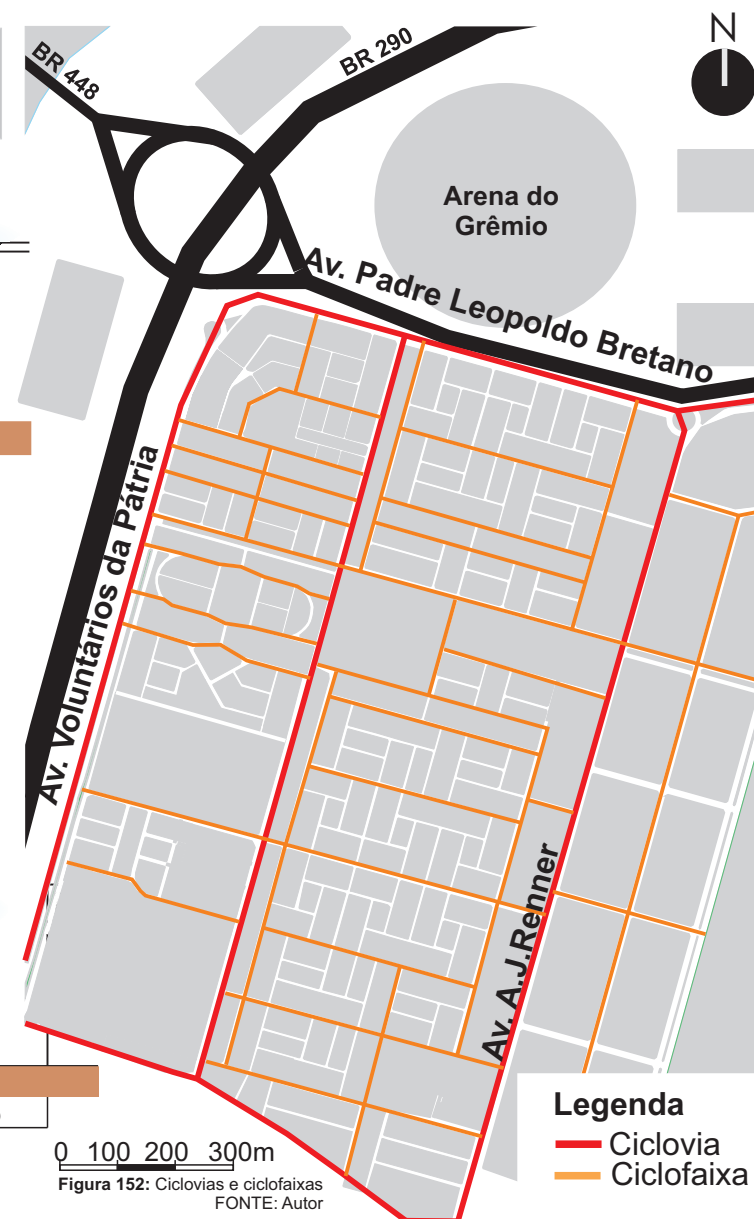 N
BR 448
BR 290
Arena do
Grêmio
Av. Padre Leopoldo Bretano
Av. Voluntários da Pátria
Av. A.J.Renner
Legenda
Ciclovia
Ciclofaixa
0 100 200 300m
Figura 152: Ciclovias e ciclofaixas
FONTE: Autor